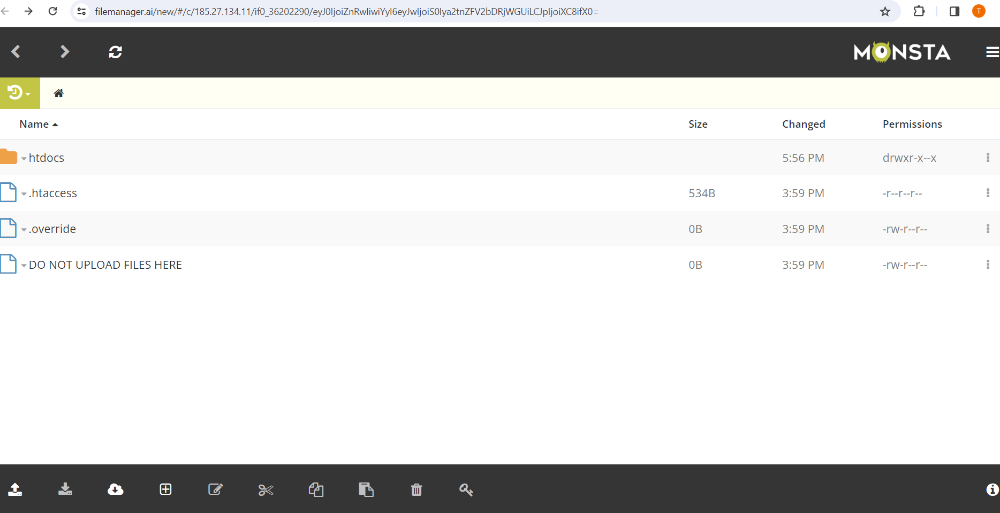 filemanager.ai/new/#/c/185.27.134.11/if0_36202290/eyJ0IjoiZnRwIiwiYyI6eyJwIjoiS0Iya2tnZFV2bDRjWGUiLCJpIjoiXC8ifX0=
T
MONSTA
Name Size Changed Permissions
htdocs 5:56 PM drwxr-x--x
.htaccess 534B 3:59 PM -r--r--r--
.override 0B 3:59 PM -rw-r--r--
DO NOT UPLOAD FILES HERE 0B 3:59 PM -rw-r--r--